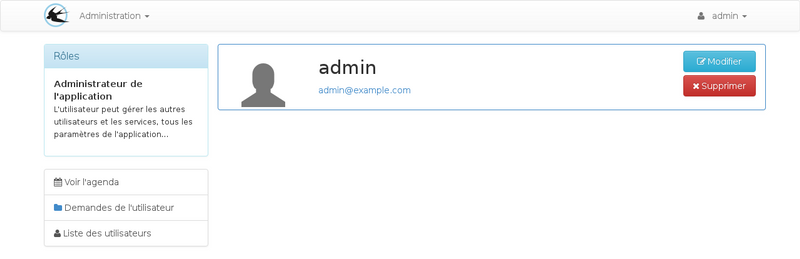 Administration
admin
Rôles
Administrateur de
l'application
L'utilisateur peut gérer les autres
utilisateurs et les services, tous les
paramètres de l'application...
Voir l'agenda
Demandes de l'utilisateur
Liste des utilisateurs
admin
admin@example.com
Modifier
Supprimer